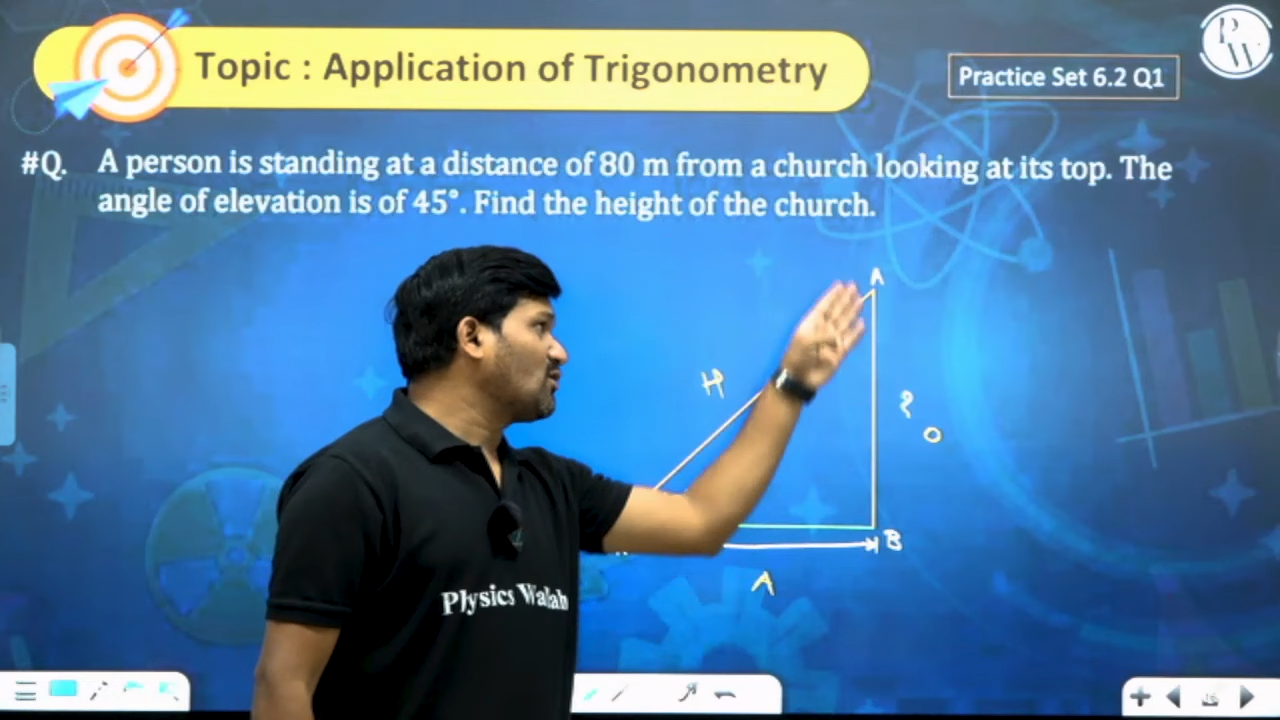 Topic : Application of Trigonometry
Practice Set 6.2 Q1
PW
#Q. A person is standing at a distance of 80 m from a church looking at its top. The
angle of elevation is of 45°. Find the height of the church.
A
H
?
O
B
A
Physics Wallah